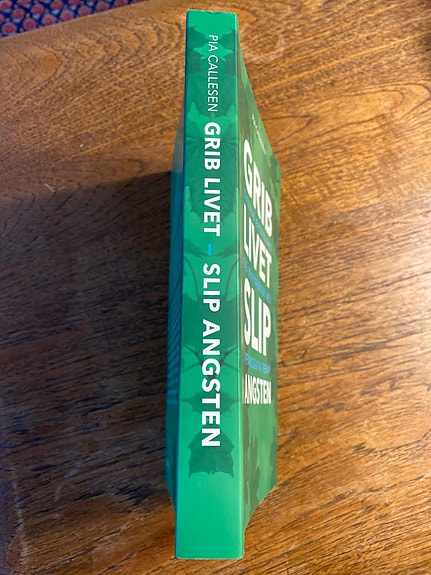 PIA CALLESEN GRIB LIVET – SLIP ANGSTEN
GRIB
LIVET
SLIP
ANGSTEN